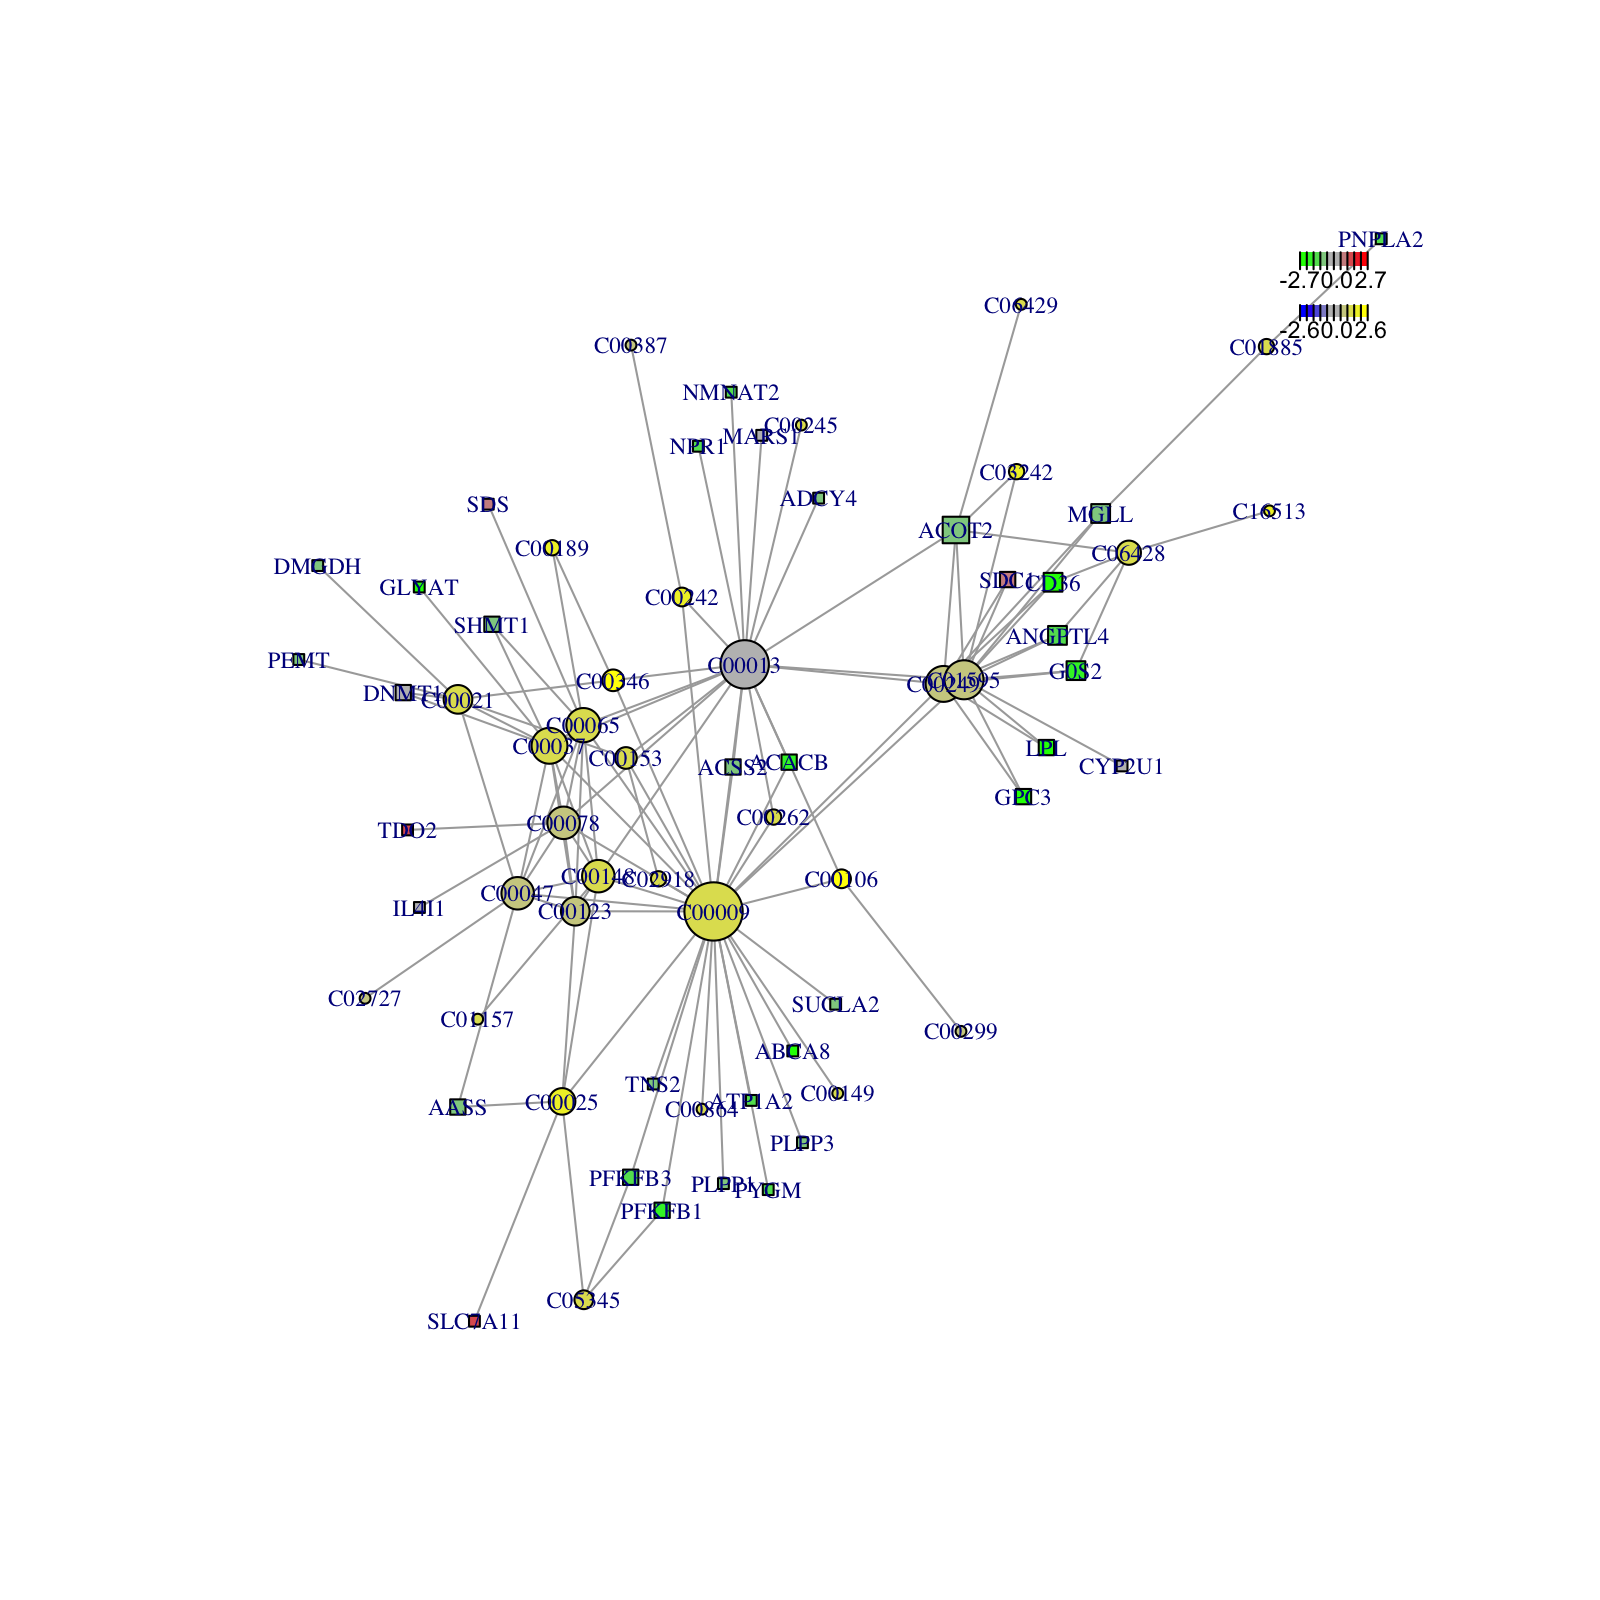 PNPLA2
-2.7 0.0 2.7
C06429
-2.6 0.0 2.6
C00387
C01885
NMNAT2
C00245
MARS1
NPR1
C03242
ADCY4
SDS
C16513
MGLL
ACOT2
C00189
C06428
DMGDH
SDC1
CD36
GLYAT
C00242
SHMT1
ANGPTL4
PEMT
C00013
G0S2
C00346
C01595
C00249
DNMT1
C00021
C00065
C00037
LPL
C00153
ACSS2
ACACB
CYP2U1
GPC3
C00262
C00078
TDO2
C00148
C02918
C00106
C00047
IL4I1
C00123
C00009
C02727
SUCLA2
C01157
C00299
ABCA8
TNS2
C00149
ATP1A2
C00864
C00025
AASS
PLPP3
PFKFB3
PLPP1
PYGM
PFKFB1
C05345
SLC7A11